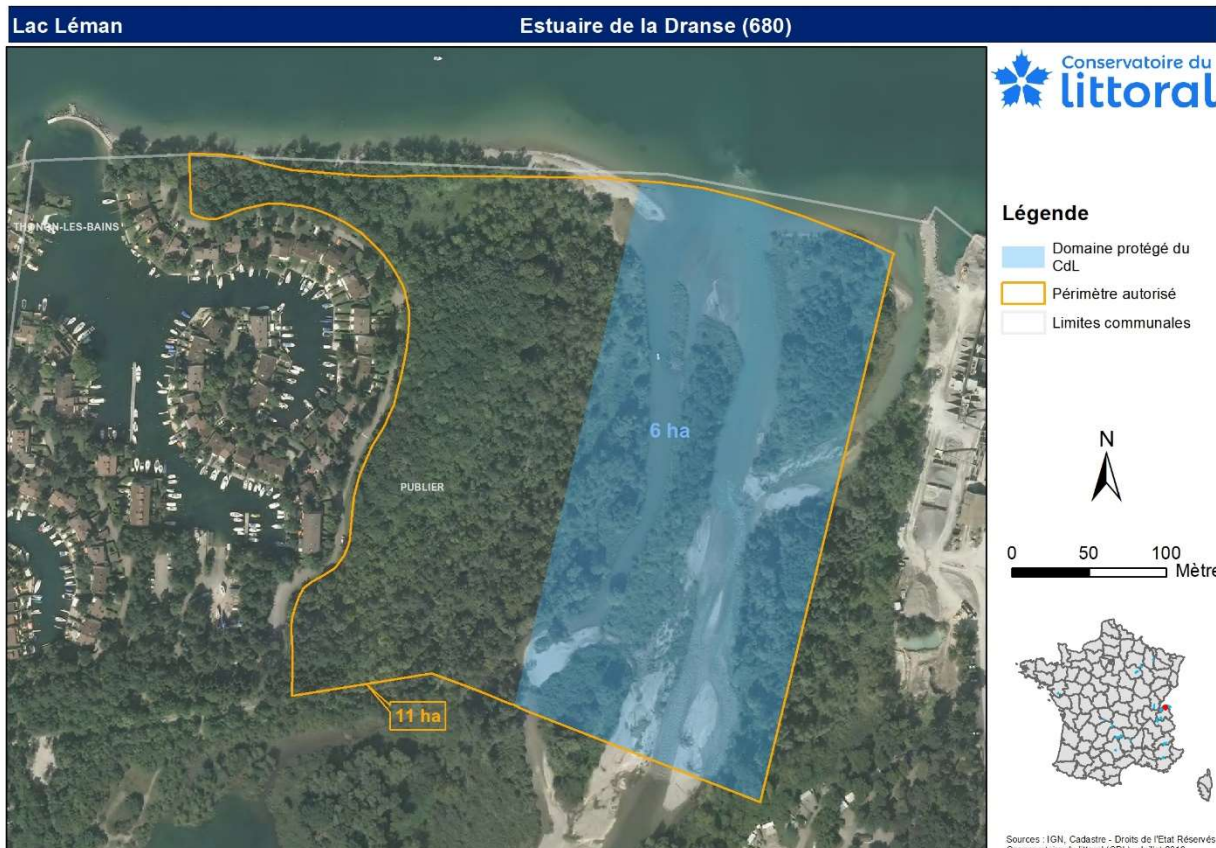 Lac Léman
Estuaire de la Dranse (680)
Conservatoire du
littoral
Légende
Domaine protégé du
CdL
Périmètre autorisé
Limites communales
THONON-LES-BAINS
6 ha
PUBLIER
11 ha
N
0 50 100
Mètre
Sources : IGN, Cadastre - Droits de l'Etat Réservés